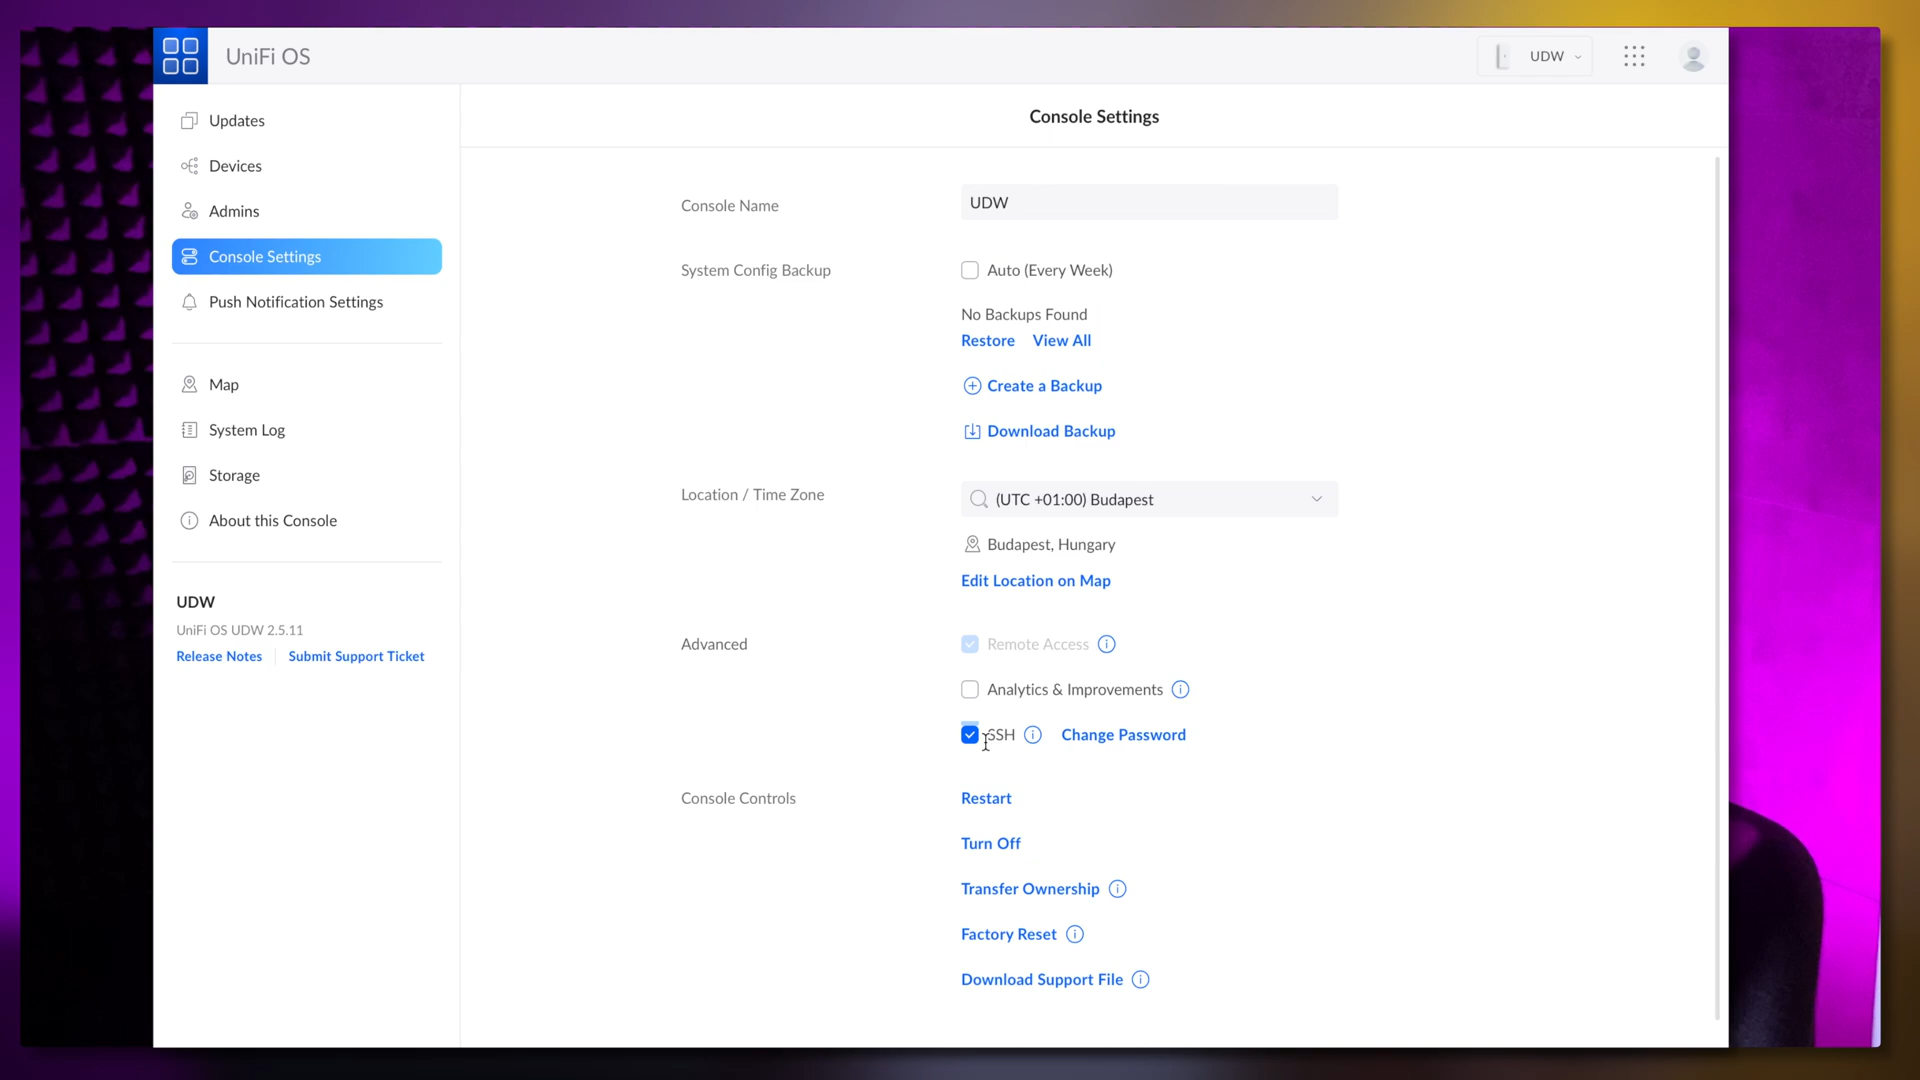 UniFi OS
UDW
Updates
Devices
Admins
Console Settings
Push Notification Settings
Map
System Log
Storage
About this Console
UDW
UniFi OS UDW 2.5.11
Release Notes
Submit Support Ticket
Console Settings
Console Name
UDW
System Config Backup
Auto (Every Week)
No Backups Found
Restore
View All
Create a Backup
Download Backup
Location / Time Zone
(UTC +01:00) Budapest
Budapest, Hungary
Edit Location on Map
Advanced
Remote Access
Analytics & Improvements
SSH
Change Password
Console Controls
Restart
Turn Off
Transfer Ownership
Factory Reset
Download Support File